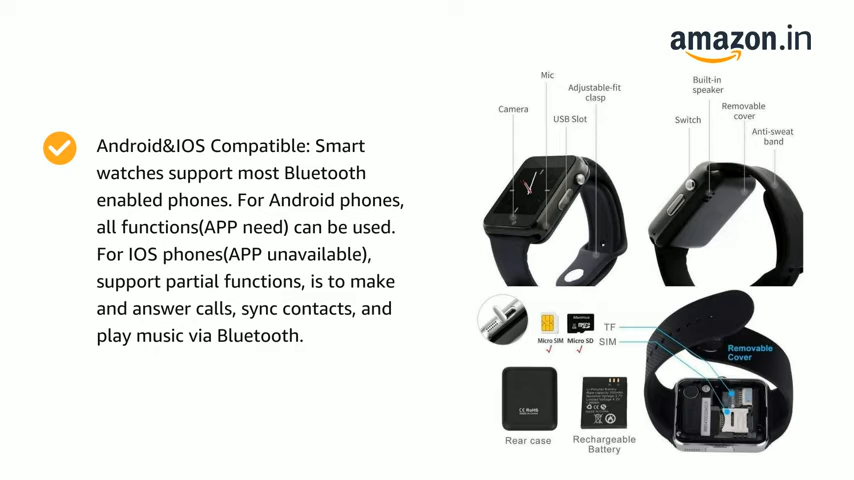 amazon.in
Android&IOS Compatible: Smart
watches support most Bluetooth
enabled phones. For Android phones,
all functions(APP need) can be used.
For IOS phones(APP unavailable),
support partial functions, is to make
and answer calls, sync contacts, and
play music via Bluetooth.
Mic
Adjustable-fit
clasp
Camera
USB Slot
Built-in
speaker
Removable
cover
Switch
Anti-sweat
band
TF
SIM
Micro SIM
Micro SD
Removable
Cover
CE RoHS
Rear case
Rechargeable
Battery